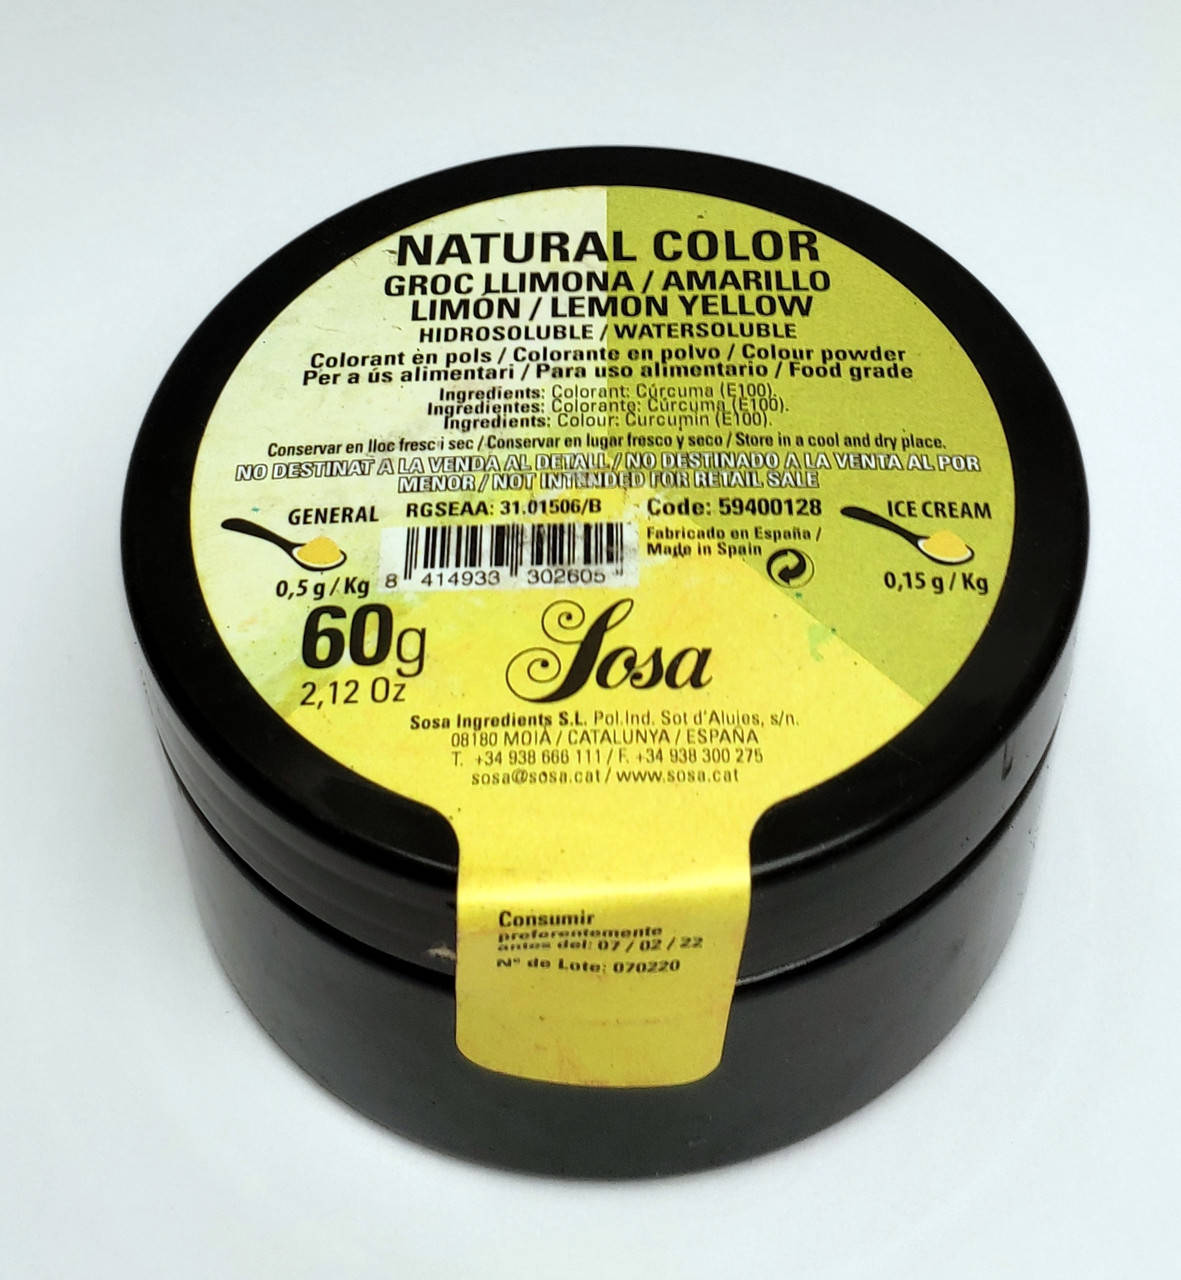 NATURAL COLOR
GROC LLIMONA / AMARILLO
LIMÓN / LEMON YELLOW
HIDROSOLUBLE / WATERSOLUBLE
Colorant en pols / Colorante en polvo / Colour powder
Per a ús alimentari / Para uso alimentario / Food grade
Ingredients: Colorant: Cúrcuma (E100).
Ingredientes: Colorante: Cúrcuma (E100).
Ingredients: Colour: Curcumin (E100).
Conservar en lloc fresc i sec / Conservar en lugar fresco y seco / Store in a cool and dry place.
NO DESTINAT A LA VENDA AL DETALL / NO DESTINADO A LA VENTA AL POR
MENOR / NOT INTENDED FOR RETAIL SALE
GENERAL
0,5 g / Kg
RGSEAA: 31.01506/B
8 414933 302605
Code: 59400128
Fabricado en España /
Made in Spain
ICE CREAM
0,15 g / Kg
60g
2,12 Oz
Sosa
Sosa Ingredients S.L. Pol.Ind. Sot d'Aluies, s/n.
08180 MOIÀ / CATALUNYA / ESPAÑA
T. +34 938 666 111 / F. +34 938 300 275
sosa@sosa.cat / www.sosa.cat
Consumir
preferentemente
antes del: 07 / 02 / 22
N° de Lote: 070220